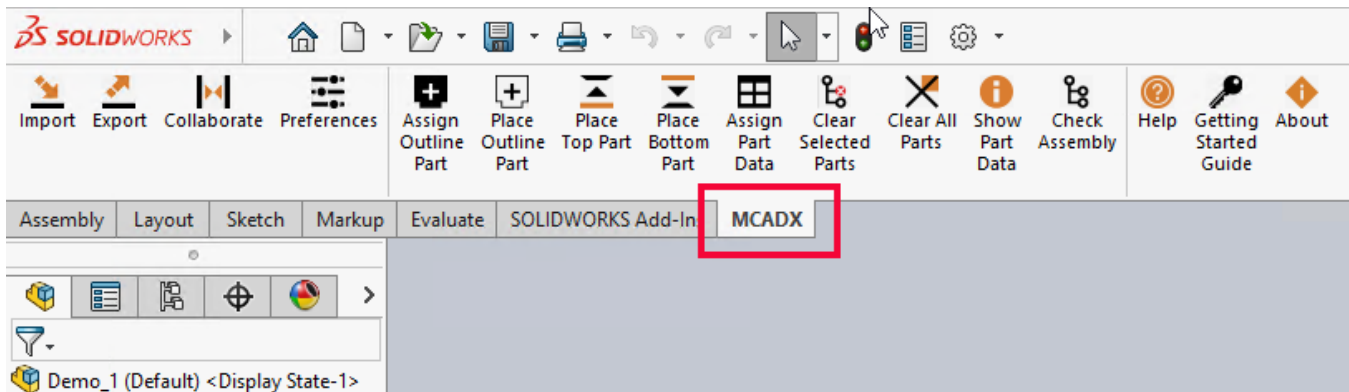 SOLIDWORKS
Import Export Collaborate Preferences Assign Outline Part Place Outline Part Place Top Part Place Bottom Part Assign Part Data Clear Selected Parts Clear All Parts Show Part Data Check Assembly Help Getting Started Guide About
Assembly Layout Sketch Markup Evaluate SOLIDWORKS Add-In MCADX
Demo_1 (Default) <Display State-1>